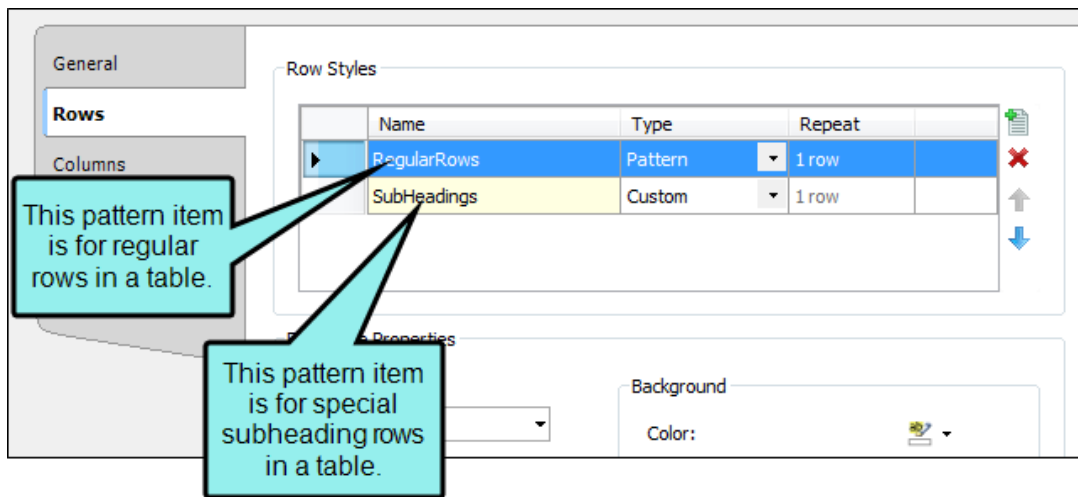 General
Rows
Columns
Row Styles
Name Type Repeat
RegularRows Pattern 1 row
SubHeadings Custom 1 row
This pattern item
is for regular
rows in a table.
Properties
This pattern item
is for special
subheading rows
in a table.
Background
Color: